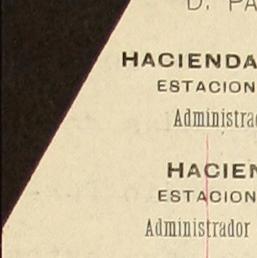 D. PA
HACIENDA
ESTACION
Administra
HACIEN
ESTACION
Administrador